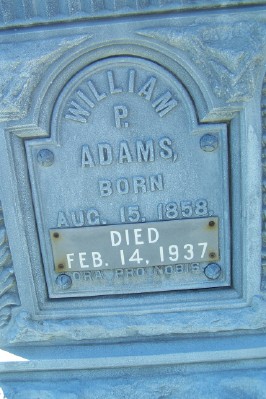 WILLIAM
P.
ADAMS,
BORN
AUG. 15. 1858.
DIED
FEB. 14, 1937
ORA PRO NOBIS